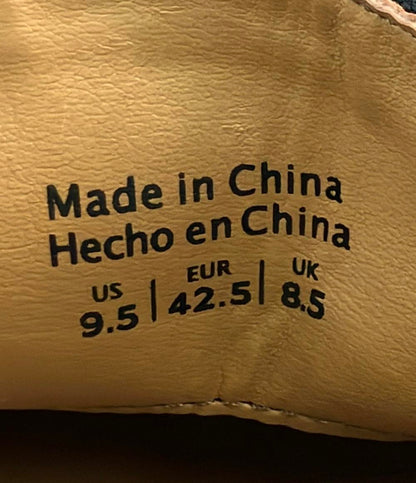 Made in China
Hecho en China
US | EUR | UK
9.5 | 42.5 | 8.5